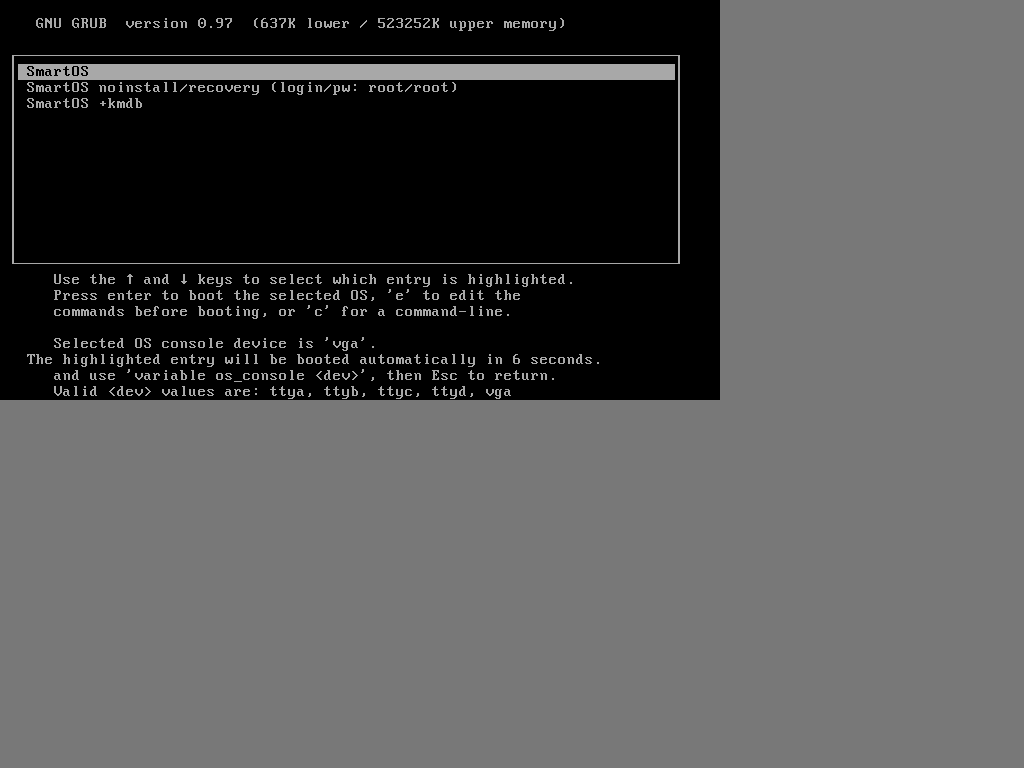 GNU GRUB  version 0.97  (637K lower / 523252K upper memory)
SmartOS
SmartOS noinstall/recovery (login/pw: root/root)
SmartOS +kmdb
Use the ↑ and ↓ keys to select which entry is highlighted.
Press enter to boot the selected OS, 'e' to edit the
commands before booting, or 'c' for a command-line.
Selected OS console device is 'vga'.
The highlighted entry will be booted automatically in 6 seconds.
and use 'variable os_console <dev>', then Esc to return.
Valid <dev> values are: ttya, ttyb, ttyc, ttyd, vga